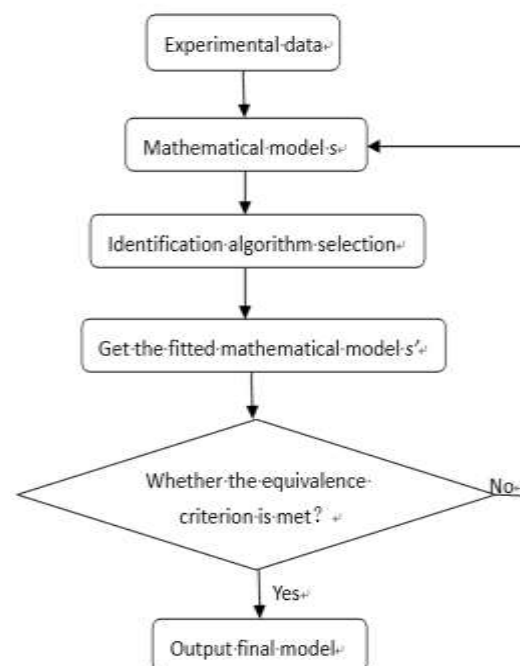 Experimental data
Mathematical model s
Identification algorithm selection
Get the fitted mathematical model s'
Whether the equivalence
criterion is met?
No
Yes
Output final model